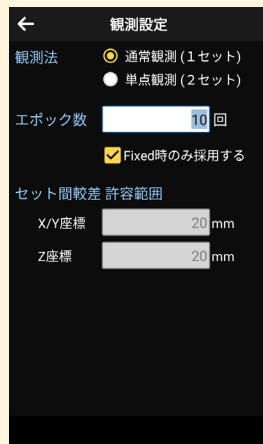 観測設定
観測法 通常観測 (1セット)
単点観測 (2セット)
エポック数 10 回
Fixed時のみ採用する
セット間較差 許容範囲
X/Y座標 20 mm
Z座標 20 mm